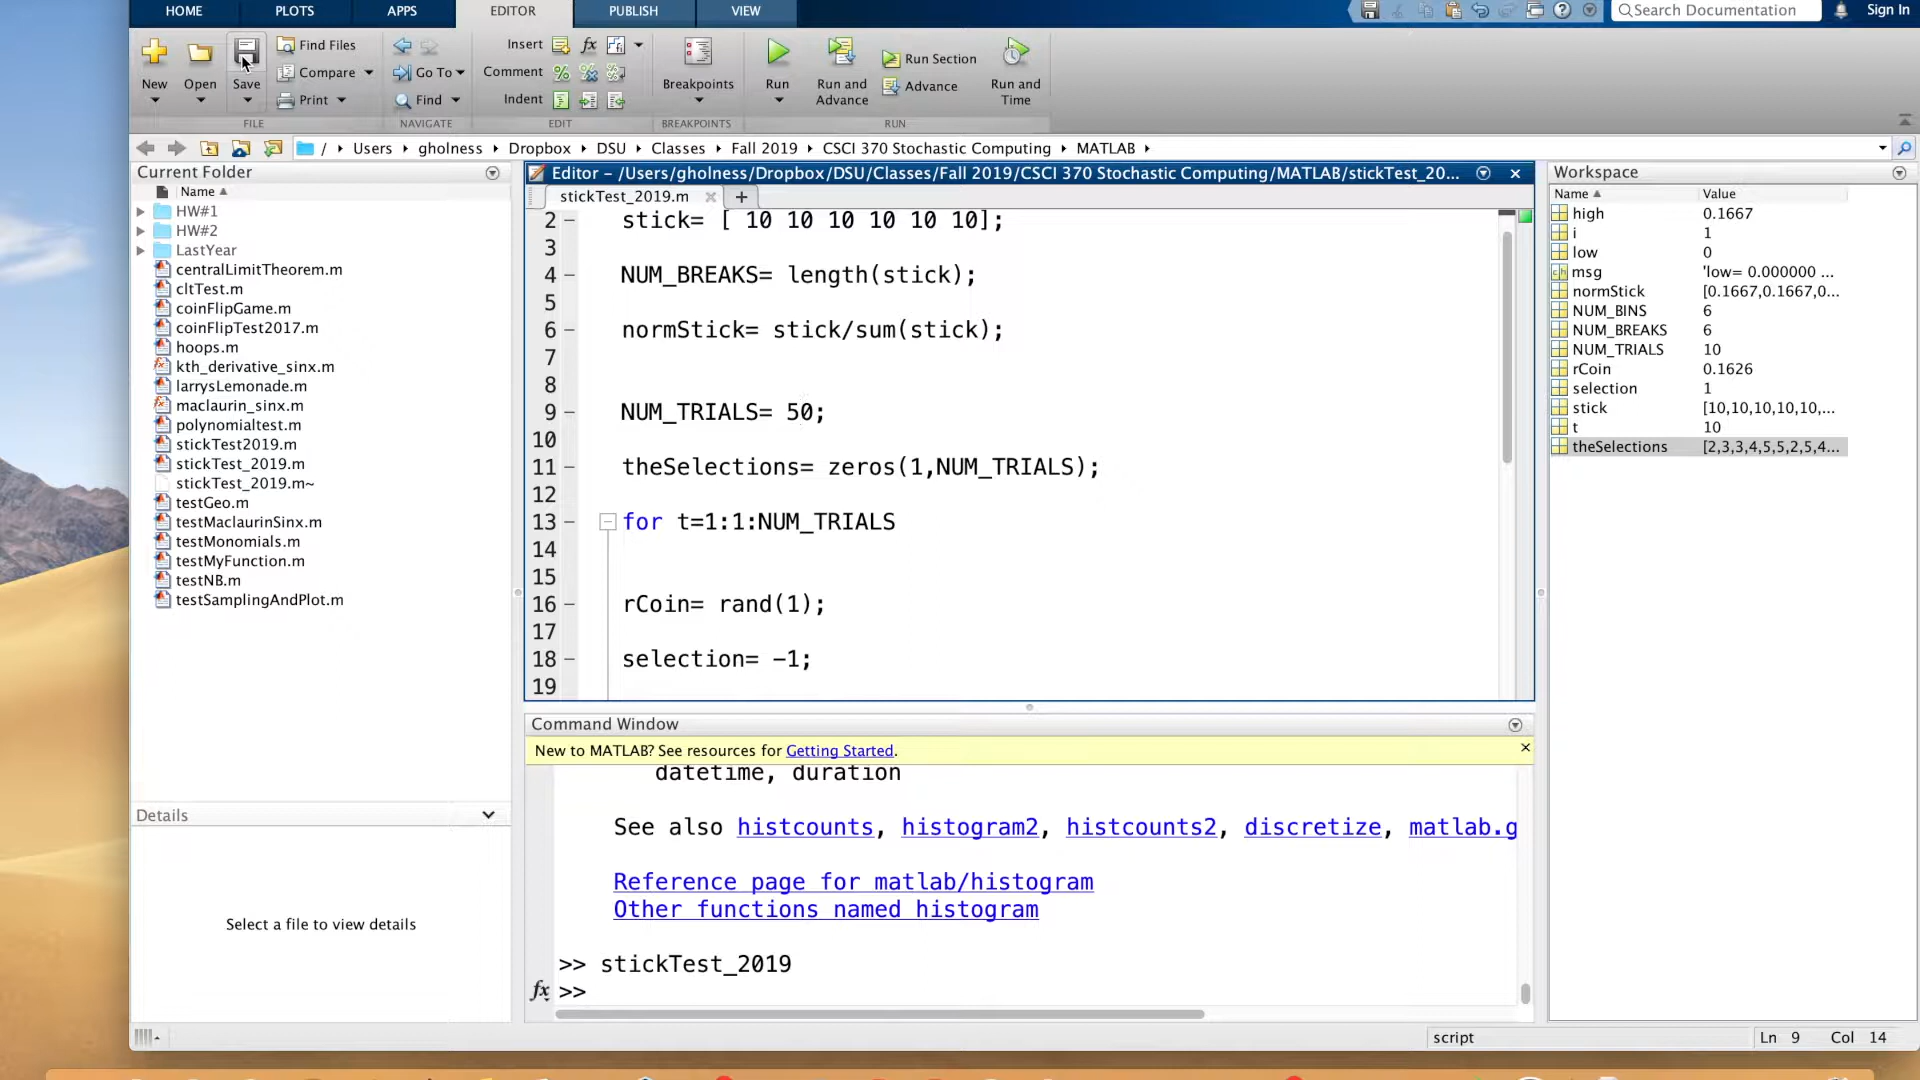 HOME PLOTS APPS EDITOR PUBLISH VIEW
Search Documentation
Sign In
New
Open
Save
Find Files
Compare
Print
FILE
Go To
Find
NAVIGATE
Insert
Comment
Indent
EDIT
Breakpoints
BREAKPOINTS
Run
Run and
Advance
Run Section
Advance
Run and
Time
RUN
/ Users gholness Dropbox DSU Classes Fall 2019 CSCI 370 Stochastic Computing MATLAB
Current Folder
Name
HW#1
HW#2
LastYear
centralLimitTheorem.m
cltTest.m
coinFlipGame.m
coinFlipTest2017.m
hoops.m
kth_derivative_sinx.m
larrysLemonade.m
maclaurin_sinx.m
polynomialtest.m
stickTest2019.m
stickTest_2019.m
stickTest_2019.m~
testGeo.m
testMaclaurinSinx.m
testMonomials.m
testMyFunction.m
testNB.m
testSamplingAndPlot.m
Details
Select a file to view details
Editor - /Users/gholness/Dropbox/DSU/Classes/Fall 2019/CSCI 370 Stochastic Computing/MATLAB/stickTest_20...
stickTest_2019.m
2 - stick= [ 10 10 10 10 10 10];
3
4 - NUM_BREAKS= length(stick);
5
6 - normStick= stick/sum(stick);
7
8
9 - NUM_TRIALS= 50;
10
11 - theSelections= zeros(1,NUM_TRIALS);
12
13 - for t=1:1:NUM_TRIALS
14
15
16 - rCoin= rand(1);
17
18 - selection= -1;
19
Command Window
New to MATLAB? See resources for Getting Started.
datetime, duration
See also histcounts, histogram2, histcounts2, discretize, matlab.g
Reference page for matlab/histogram
Other functions named histogram
>> stickTest_2019
fx >>
Workspace
Name Value
high 0.1667
i 1
low 0
msg 'low= 0.000000 ...
normStick [0.1667,0.1667,0...
NUM_BINS 6
NUM_BREAKS 6
NUM_TRIALS 10
rCoin 0.1626
selection 1
stick [10,10,10,10,10,...
t 10
theSelections [2,3,3,4,5,5,2,5,4...
script
Ln 9 Col 14